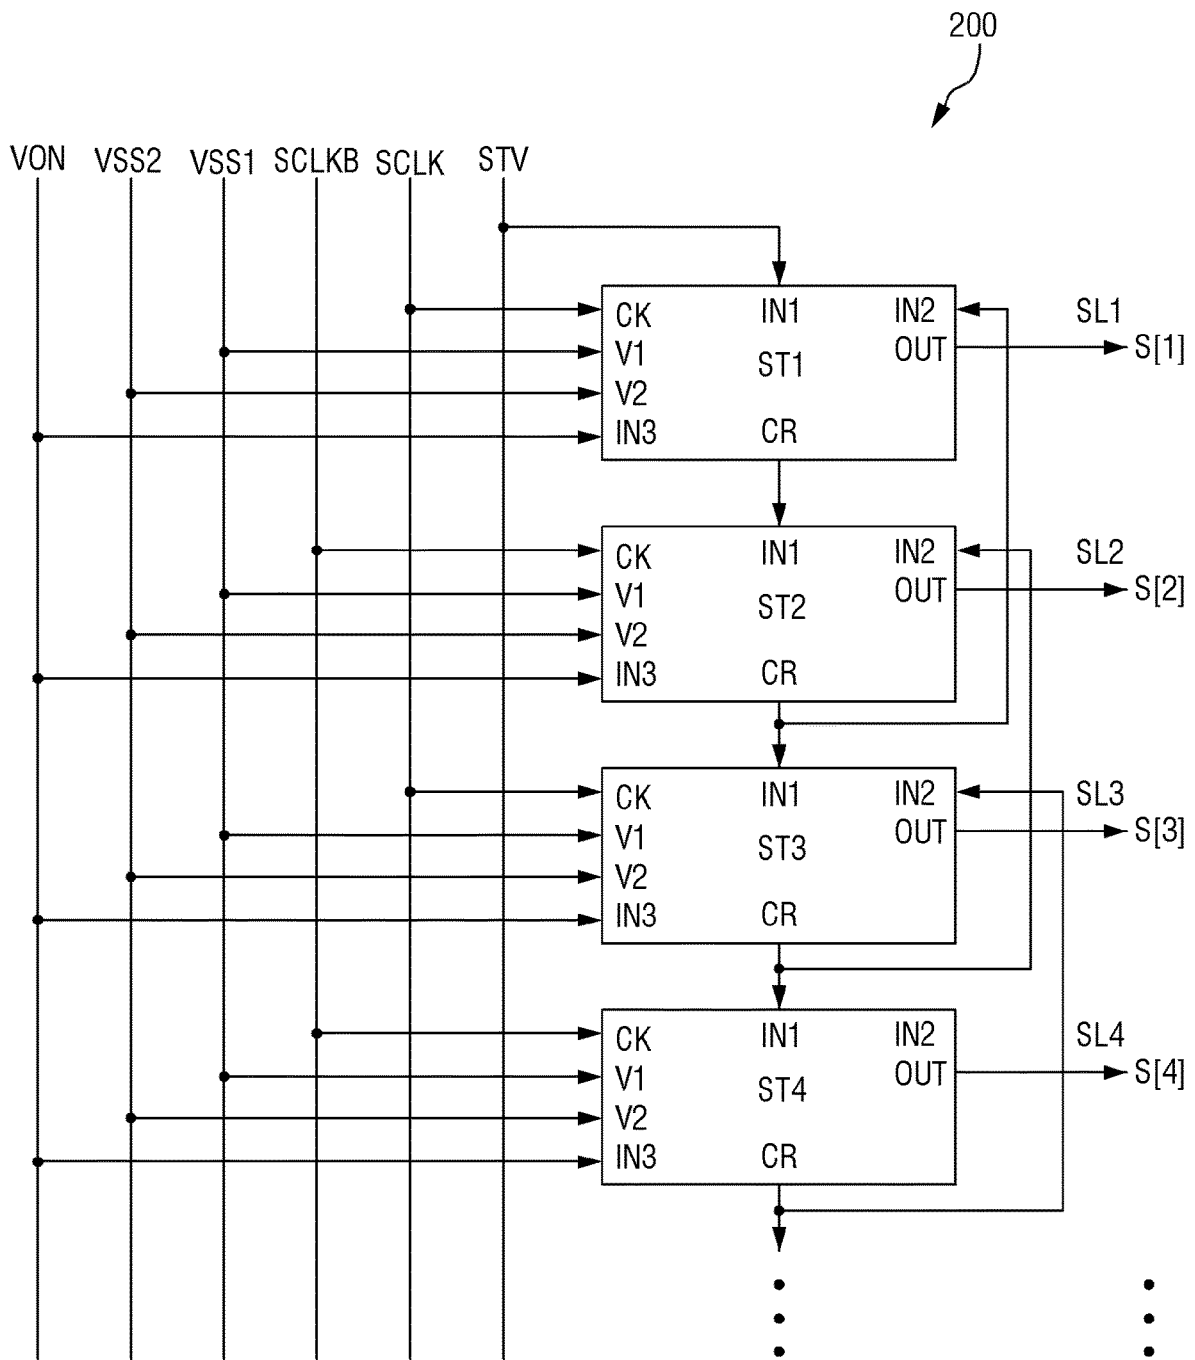 200
VON VSS2 VSS1 SCLKB SCLK STV
CK IN1 IN2 SL1
V1 ST1 OUT S[1]
V2
IN3 CR
CK IN1 IN2 SL2
V1 ST2 OUT S[2]
V2
IN3 CR
CK IN1 IN2 SL3
V1 ST3 OUT S[3]
V2
IN3 CR
CK IN1 IN2 SL4
V1 ST4 OUT S[4]
V2
IN3 CR